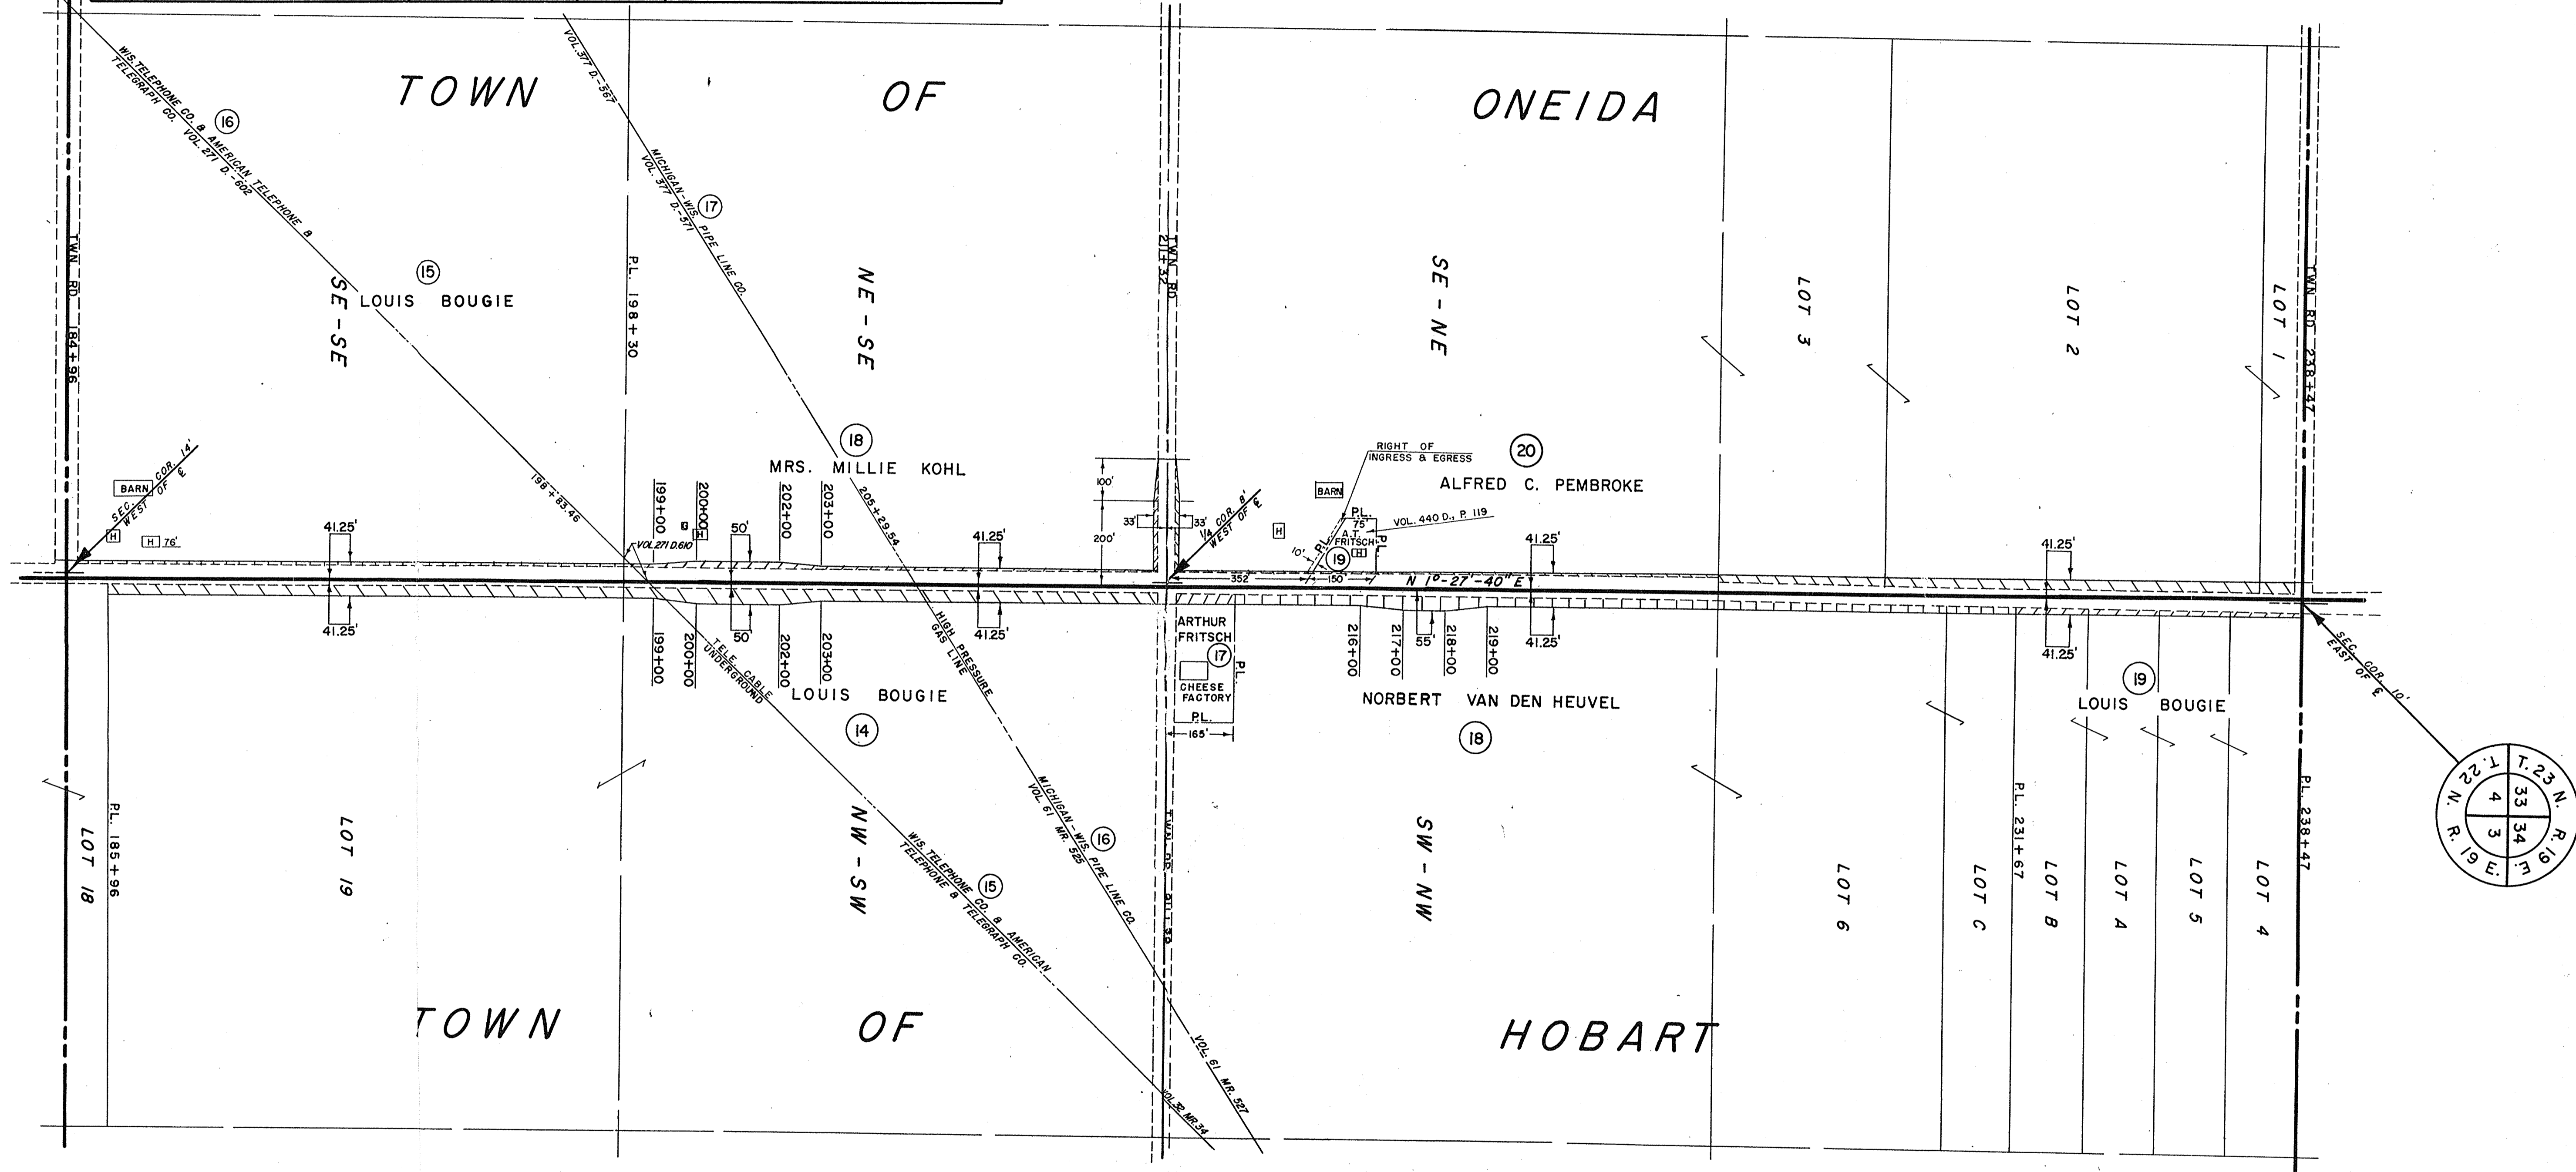 TOWN OF ONEIDA
WIS. TELEPHONE CO. & AMERICAN TELEPHONE &
TELEGRAPH CO. VOL. 271 D.-602
16
VOL. 377 D.-567
MICHIGAN-WIS. PIPE LINE CO.
VOL. 377 D.-571
17
TWN. RD. 184+96
SE-SE
15
LOUIS BOUGIE
P.L. 198+30
NE-SE
TWN RD
211+32
SE-NE
LOT 3
LOT 2
LOT 1
TWN RD 238+47
18
MRS. MILLIE KOHL
205+29.54
198+83.46
BARN
SEC. COR. 14'
WEST OF ℄
H
H 76'
41.25'
199+00
200+00
G
H
VOL 271 D.610
50'
202+00
203+00
41.25'
100'
33'
33'
200'
1/4 COR. 8'
WEST OF ℄
H
BARN
RIGHT OF
INGRESS & EGRESS
20
ALFRED C. PEMBROKE
P.L.
75'
VOL. 440 D., P. 119
A.T.
FRITSCH
H
P.L.
P.L.
10'
19
352
150'
N 1°-27'-40" E
41.25'
41.25'
41.25'
199+00
200+00
50'
202+00
203+00
41.25'
TELE. CABLE
UNDERGROUND
HIGH PRESSURE
GAS LINE
LOUIS BOUGIE
14
ARTHUR
FRITSCH
17
CHEESE
FACTORY
P.L.
P.L.
165'
216+00
217+00
55'
218+00
219+00
41.25'
NORBERT VAN DEN HEUVEL
18
41.25'
19
LOUIS BOUGIE
SEC. COR. 10'
EAST OF ℄
T. 22 N. R. 19 E.
T. 23 N. R. 19 E.
33
34
4
3
LOT 18
P.L. 185+96
LOT 19
NW-SW
WIS. TELEPHONE CO. & AMERICAN
TELEPHONE & TELEGRAPH CO.
15
MICHIGAN-WIS. PIPE LINE CO.
VOL. 61 MR. 525
16
SW-NW
LOT 6
LOT C
P.L. 231+67
LOT B
LOT A
LOT 5
LOT 4
P.L. 238+47
VOL. 61 MR. 527
VOL 32 MR.34
TOWN OF HOBART